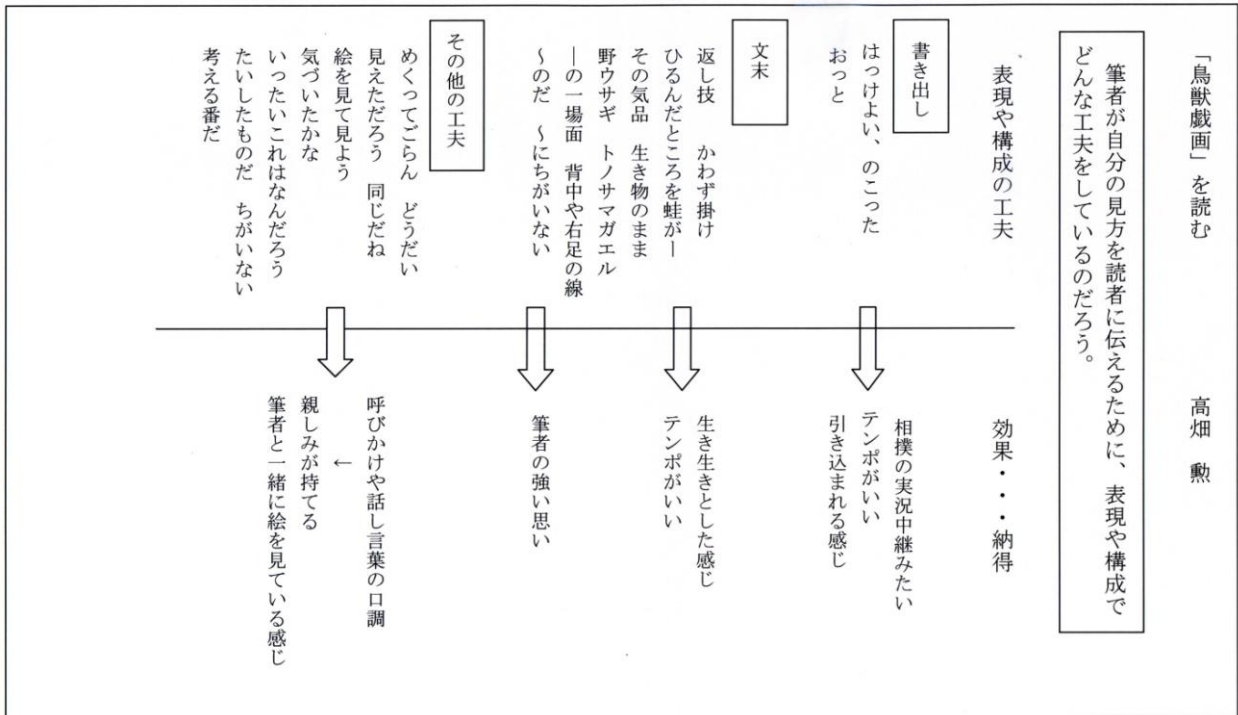 「鳥獣戯画」を読む　　高畑　勲
筆者が自分の見方を読者に伝えるために、表現や構成で
どんな工夫をしているのだろう。
表現や構成の工夫　　効果・・・納得
書き出し
はっけよい、のこった
おっと
相撲の実況中継みたい
テンポがいい
引き込まれる感じ
文末
返し技　かわず掛け
ひるんだところを蛙が―
その気品　生き物のまま
野ウサギ　トノサマガエル
―の一場面　背中や右足の線
～のだ　～にちがいない
生き生きとした感じ
テンポがいい
筆者の強い思い
その他の工夫
めくってごらん　どうだい
見えただろう　同じだね
絵を見て見よう
気づいたかな
いったいこれはなんだろう
たいしたものだ　ちがいない
考える番だ
呼びかけや話し言葉の口調
↓
親しみが持てる
筆者と一緒に絵を見ている感じ